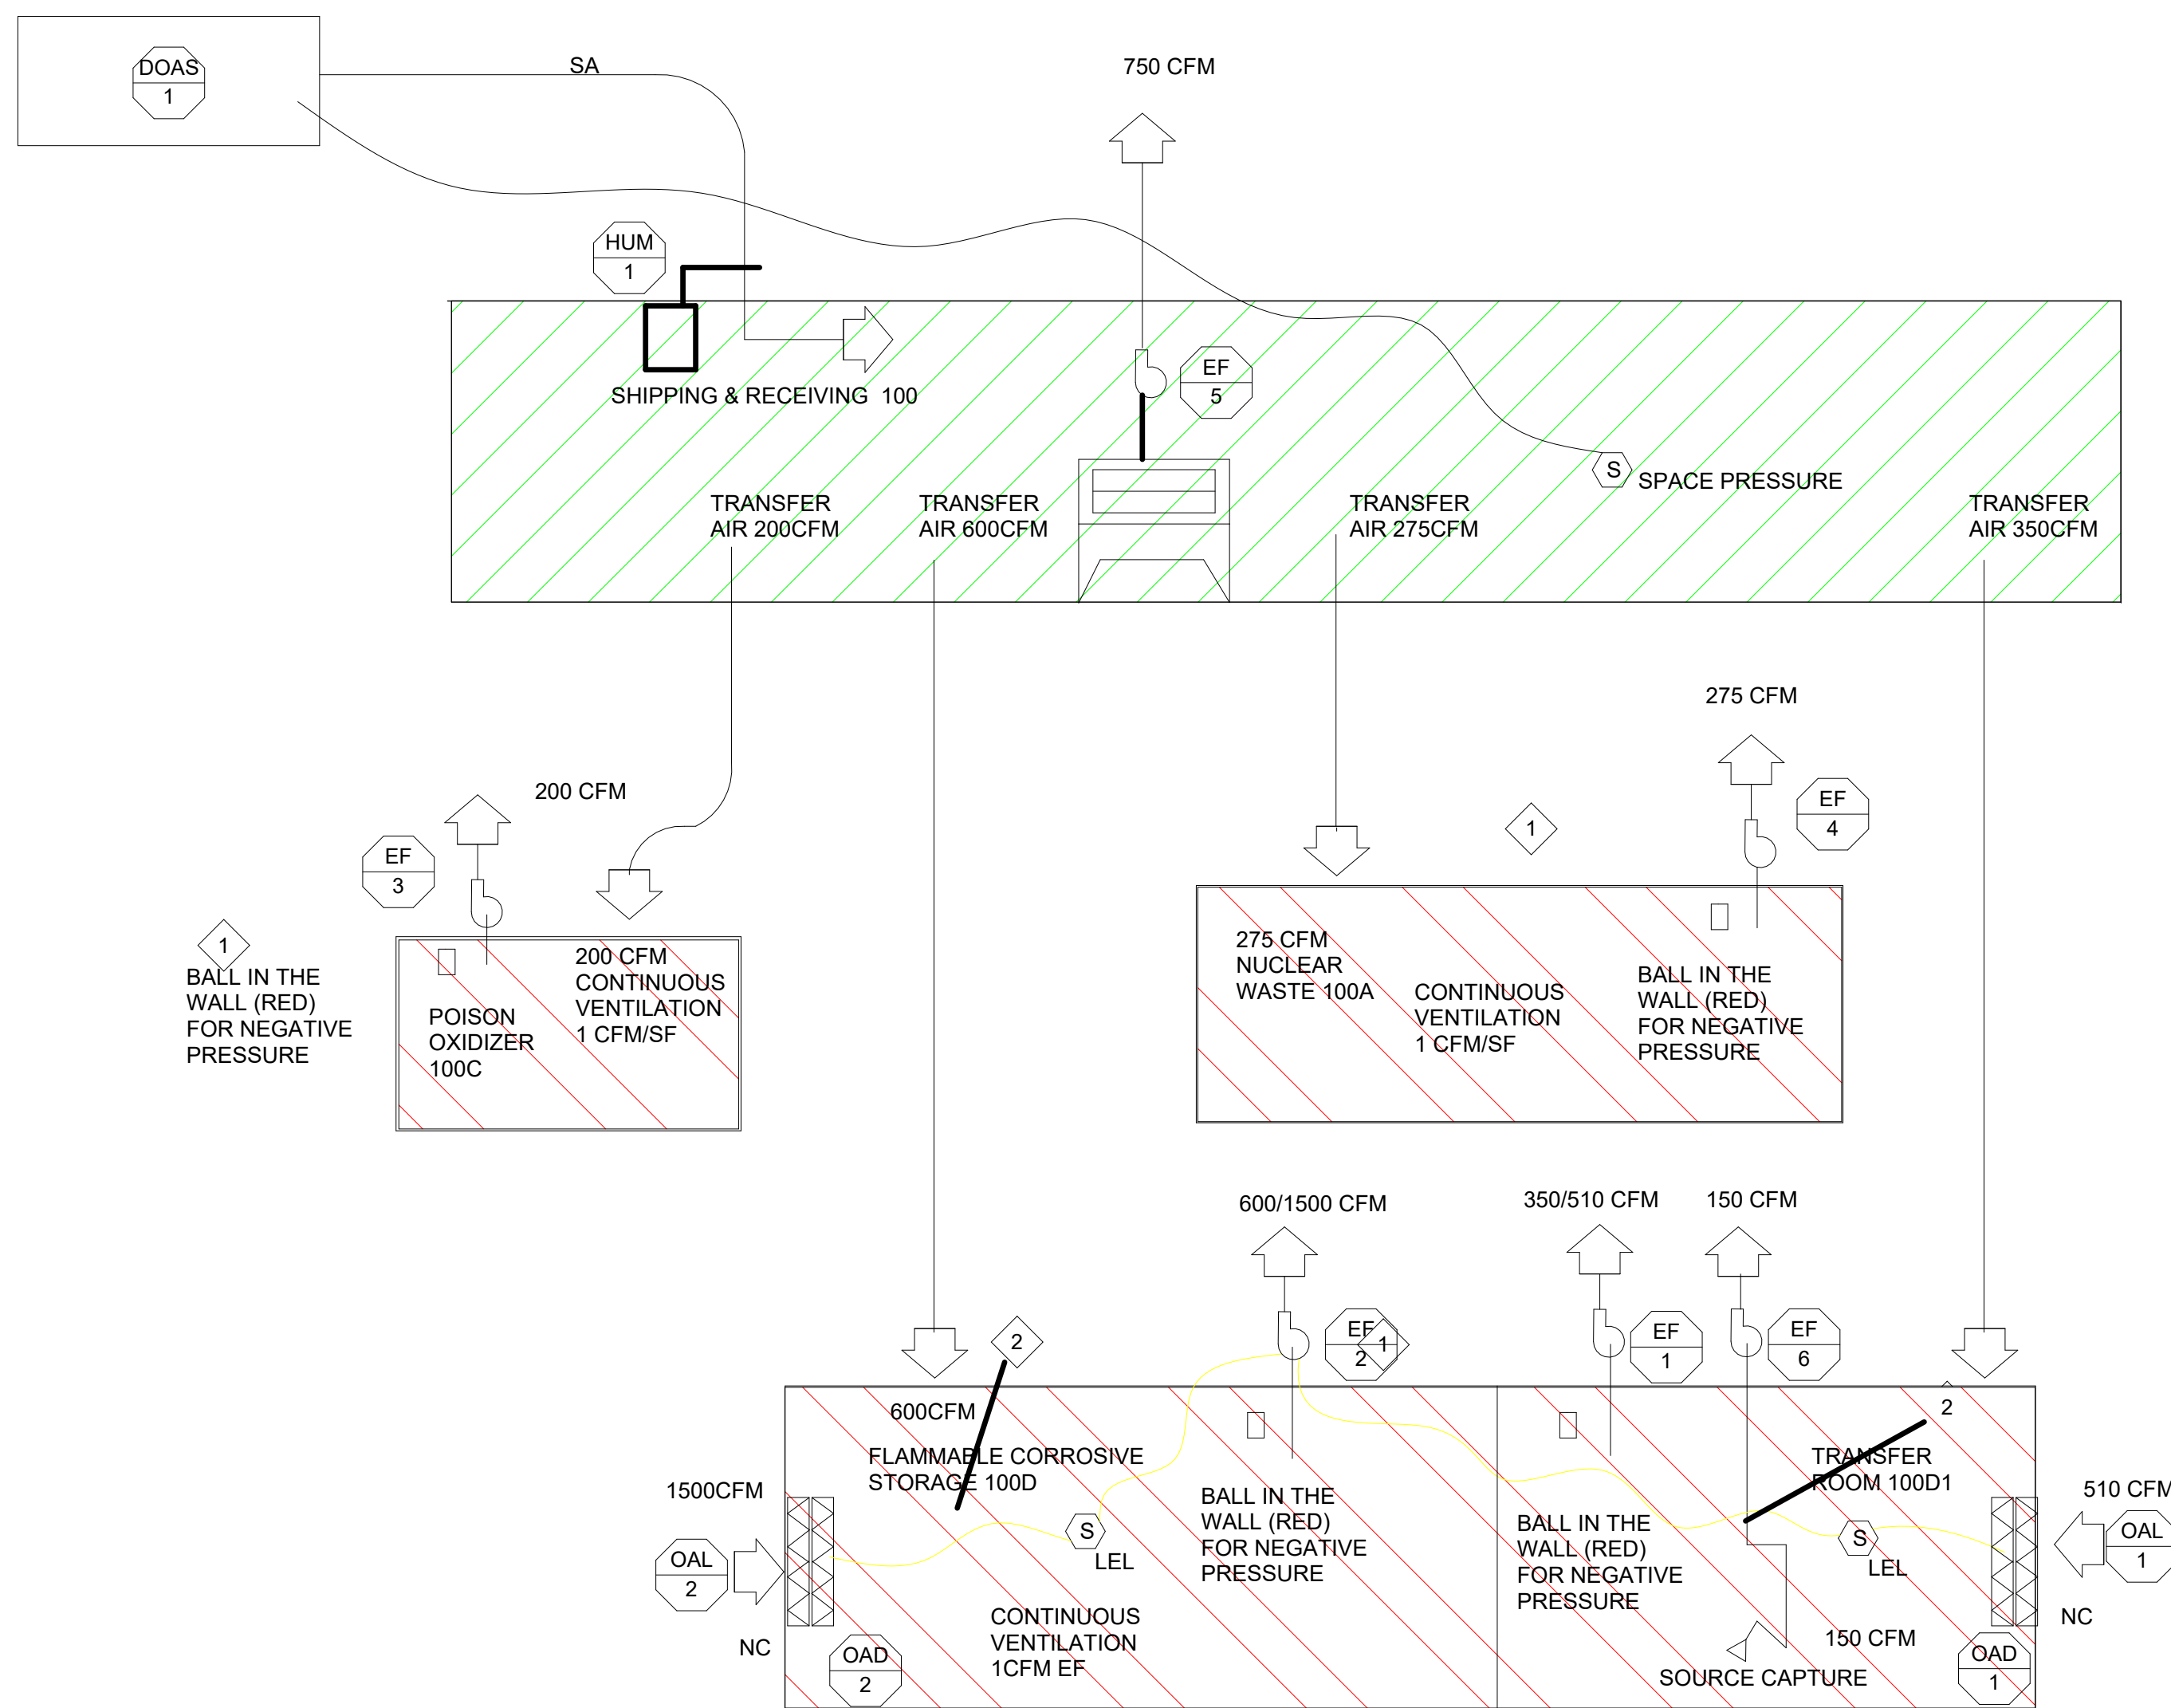 DOAS
1
SA
750 CFM
HUM
1
EF
5
SHIPPING & RECEIVING 100
S
SPACE PRESSURE
TRANSFER
AIR 200CFM
TRANSFER
AIR 600CFM
TRANSFER
AIR 275CFM
TRANSFER
AIR 350CFM
275 CFM
200 CFM
EF
3
1
EF
4
1
BALL IN THE
WALL (RED)
FOR NEGATIVE
PRESSURE
POISON
OXIDIZER
100C
200 CFM
CONTINUOUS
VENTILATION
1 CFM/SF
275 CFM
NUCLEAR
WASTE 100A
CONTINUOUS
VENTILATION
1 CFM/SF
BALL IN THE
WALL (RED)
FOR NEGATIVE
PRESSURE
600/1500 CFM
350/510 CFM
150 CFM
2
EF
2
1
EF
1
EF
6
600CFM
FLAMMABLE CORROSIVE
STORAGE 100D
2
TRANSFER
ROOM 100D1
1500CFM
OAL
2
NC
OAD
2
S
LEL
CONTINUOUS
VENTILATION
1CFM EF
BALL IN THE
WALL (RED)
FOR NEGATIVE
PRESSURE
BALL IN THE
WALL (RED)
FOR NEGATIVE
PRESSURE
S
LEL
150 CFM
SOURCE CAPTURE
510 CFM
OAL
1
NC
OAD
1